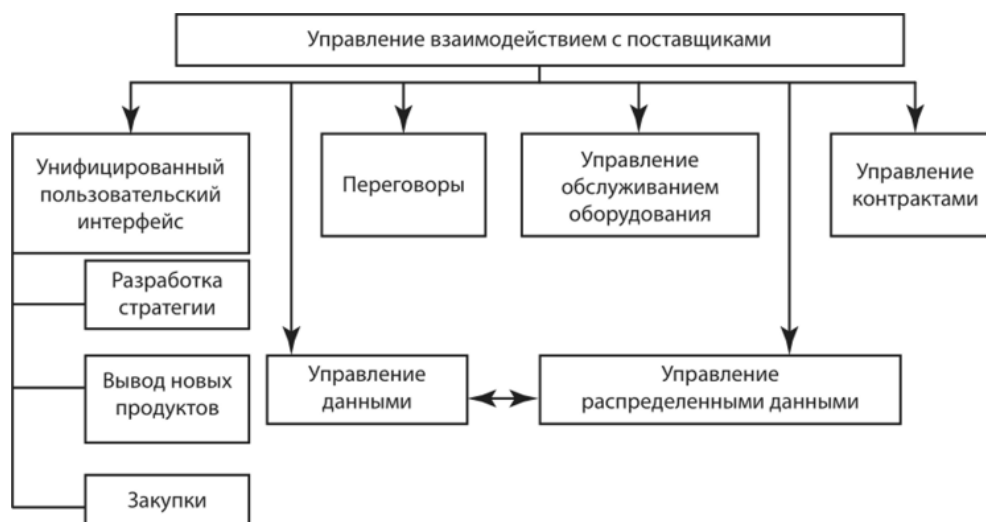 Управление взаимодействием с поставщиками
Унифицированный
пользовательский
интерфейс
Переговоры
Управление
обслуживанием
оборудования
Управление
контрактами
Разработка
стратегии
Вывод новых
продуктов
Закупки
Управление
данными
Управление
распределенными данными